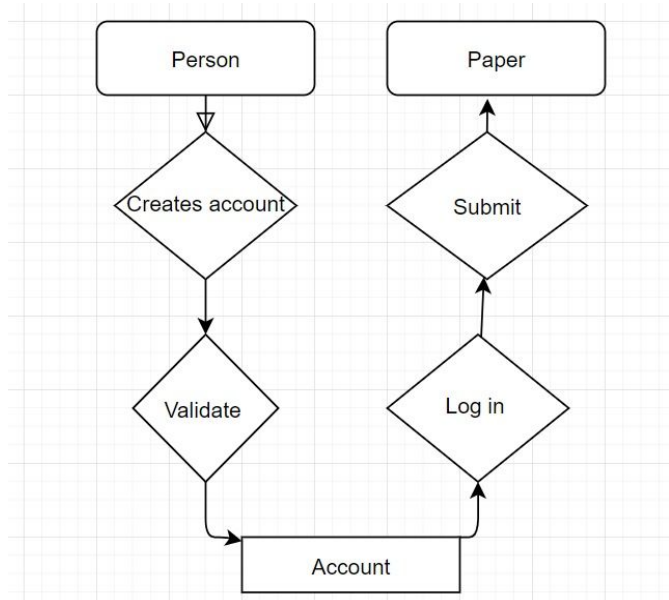 Person
Paper
Creates account
Submit
Validate
Log in
Account